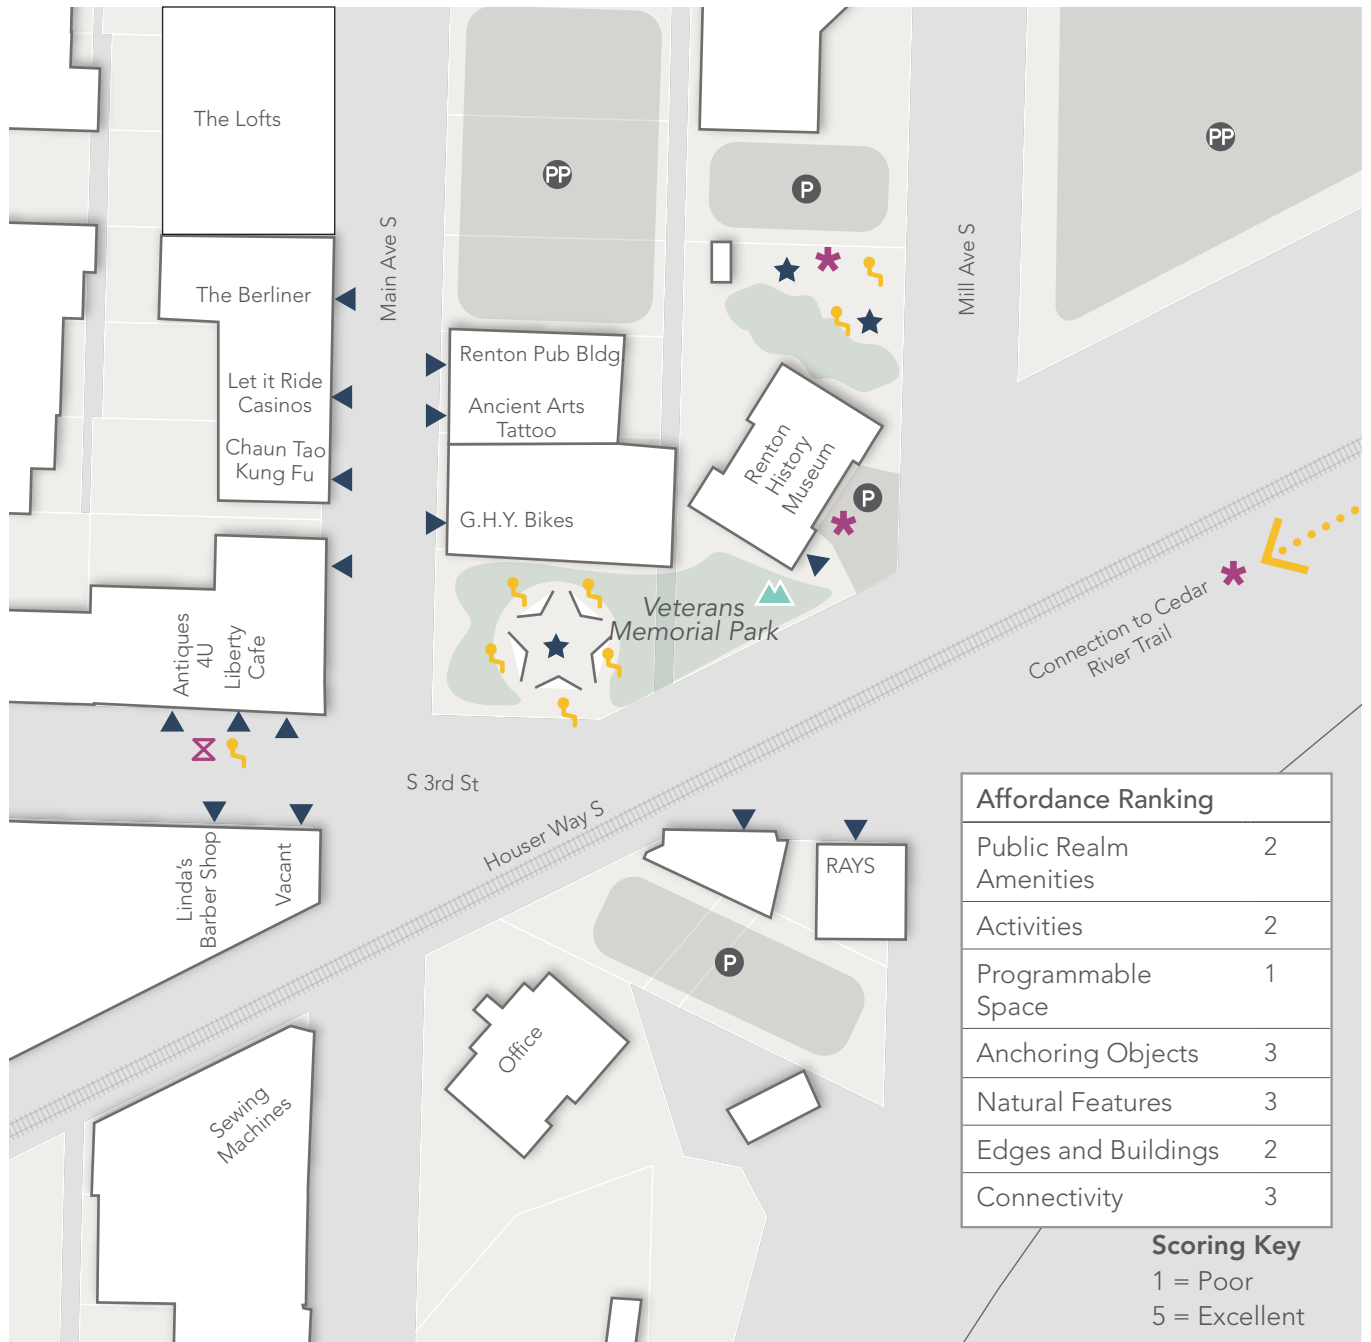 The Lofts
PP
P
PP
Main Ave S
Mill Ave S
The Berliner
Let it Ride
Casinos
Chaun Tao
Kung Fu
Renton Pub Bldg
Ancient Arts
Tattoo
G.H.Y. Bikes
Renton
History
Museum
P
Veterans
Memorial Park
Connection to Cedar
River Trail
Antiques
4U
Liberty
Cafe
S 3rd St
Houser Way S
Linda's
Barber Shop
Vacant
RAYS
P
Office
Sewing
Machines
Affordance Ranking
Public Realm 2
Amenities
Activities 2
Programmable 1
Space
Anchoring Objects 3
Natural Features 3
Edges and Buildings 2
Connectivity 3
Scoring Key
1 = Poor
5 = Excellent